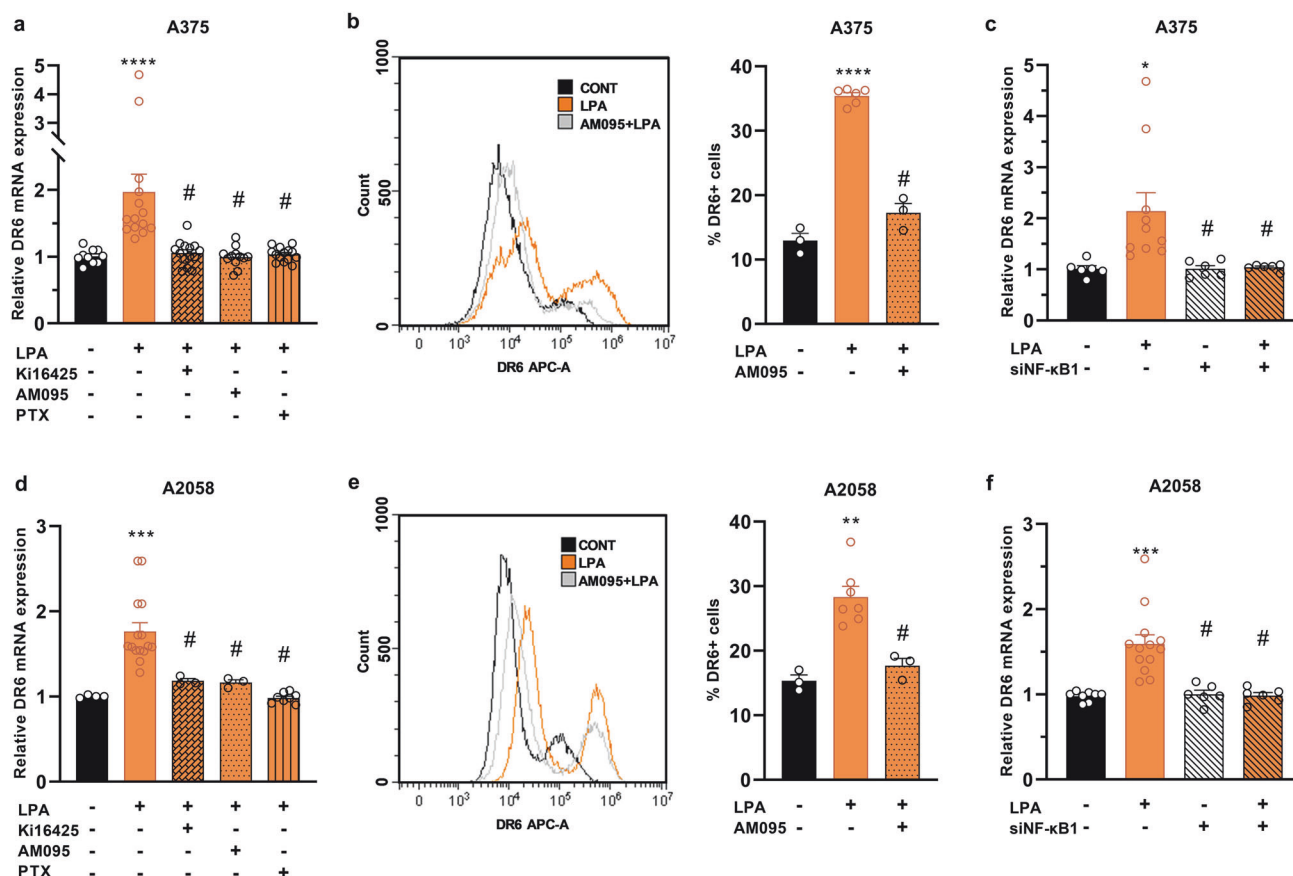 a
A375
Relative DR6 mRNA expression
5
4
3
2
1
0
****
#
#
#
LPA - + + + +
Ki16425 - - + - -
AM095 - - - + -
PTX - - - - +
b
Count
1000
500
0
CONT
LPA
AM095+LPA
0 10³ 10⁴ 10⁵ 10⁶ 10⁷
DR6 APC-A
A375
% DR6+ cells
40
30
20
10
0
****
#
LPA - + +
AM095 - - +
c
A375
Relative DR6 mRNA expression
5
4
3
2
1
0
*
#
#
LPA - + - +
siNF-κB1 - - + +
d
A2058
Relative DR6 mRNA expression
3
2
1
0
***
#
#
#
LPA - + + + +
Ki16425 - - + - -
AM095 - - - + -
PTX - - - - +
e
Count
1000
500
0
CONT
LPA
AM095+LPA
0 10³ 10⁴ 10⁵ 10⁶ 10⁷
DR6 APC-A
A2058
% DR6+ cells
40
30
20
10
0
**
#
LPA - + +
AM095 - - +
f
A2058
Relative DR6 mRNA expression
3
2
1
0
***
#
#
LPA - + - +
siNF-κB1 - - + +